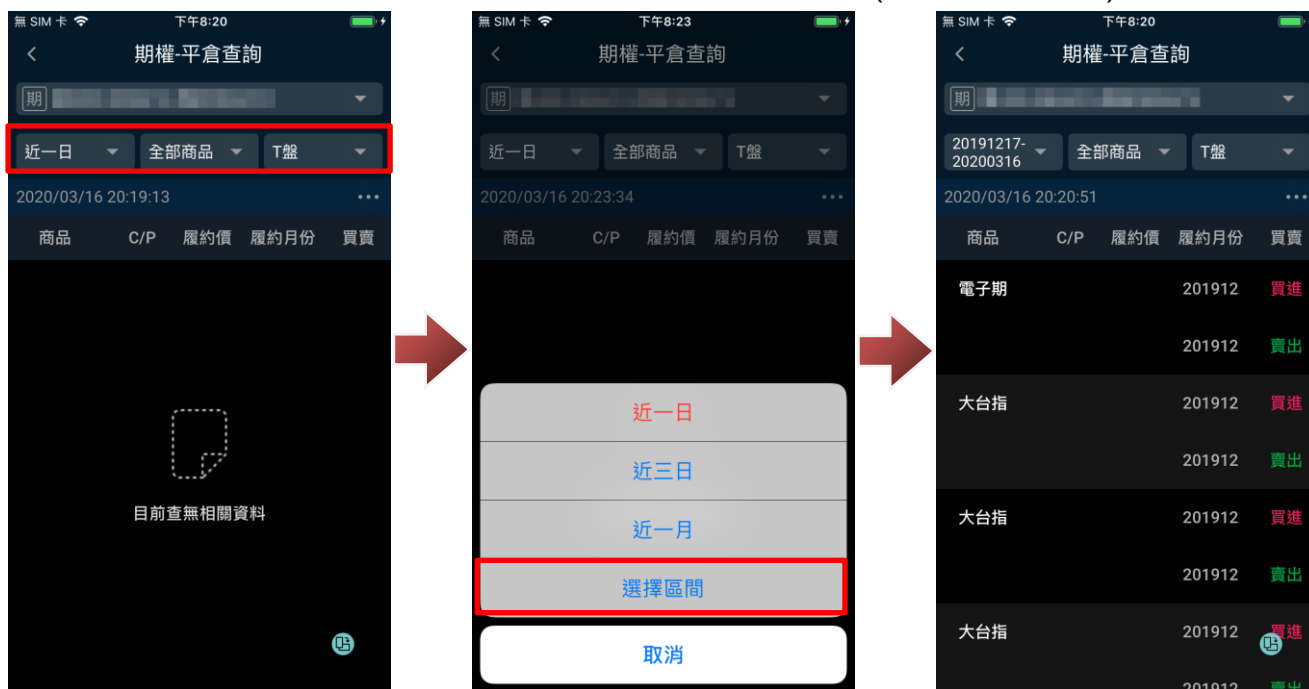 無 SIM 卡 下午8:20
期權-平倉查詢
期
近一日 全部商品 T盤
2020/03/16 20:19:13
商品 C/P 履約價 履約月份 買賣
目前查無相關資料
無 SIM 卡 下午8:23
期權-平倉查詢
期
近一日 全部商品 T盤
2020/03/16 20:23:34
商品 C/P 履約價 履約月份 買賣
近一日
近三日
近一月
選擇區間
取消
無 SIM 卡 下午8:20
期權-平倉查詢
期
20191217-
20200316 全部商品 T盤
2020/03/16 20:20:51
商品 C/P 履約價 履約月份 買賣
電子期 201912 買進
201912 賣出
大台指 201912 買進
201912 賣出
大台指 201912 買進
201912 賣出
大台指 201912 買進
201912 賣出